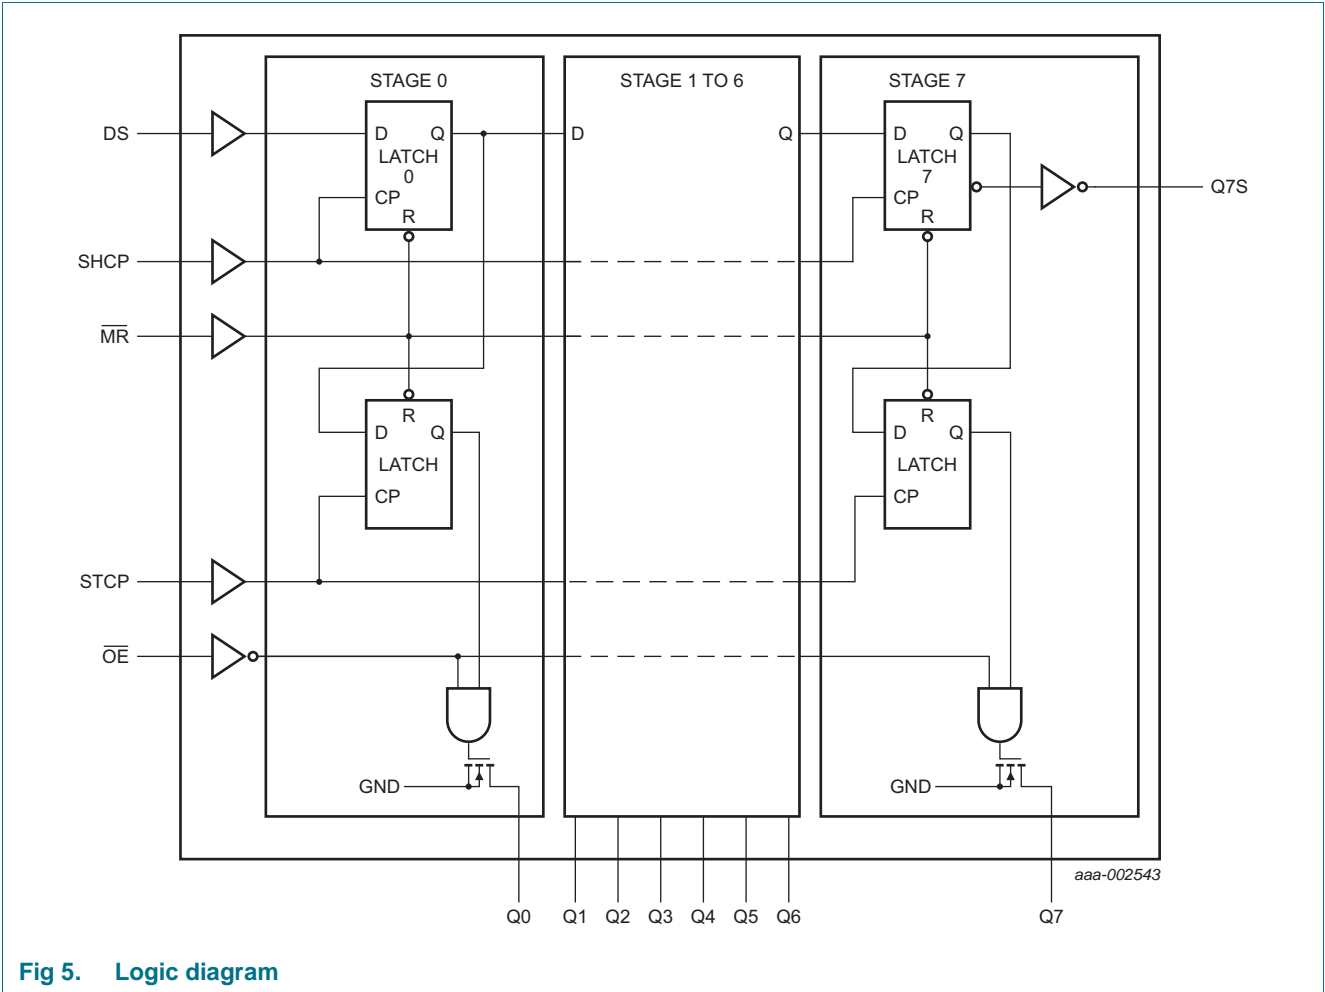 STAGE 0
STAGE 1 TO 6
STAGE 7
DS
D Q
LATCH
0
CP
R
D
Q
D Q
LATCH
7
CP
R
Q7S
SHCP
M̅R̅
R
D Q
LATCH
CP
R
D Q
LATCH
CP
STCP
O̅E̅
GND
GND
aaa-002543
Q0 Q1 Q2 Q3 Q4 Q5 Q6 Q7
Fig 5. Logic diagram